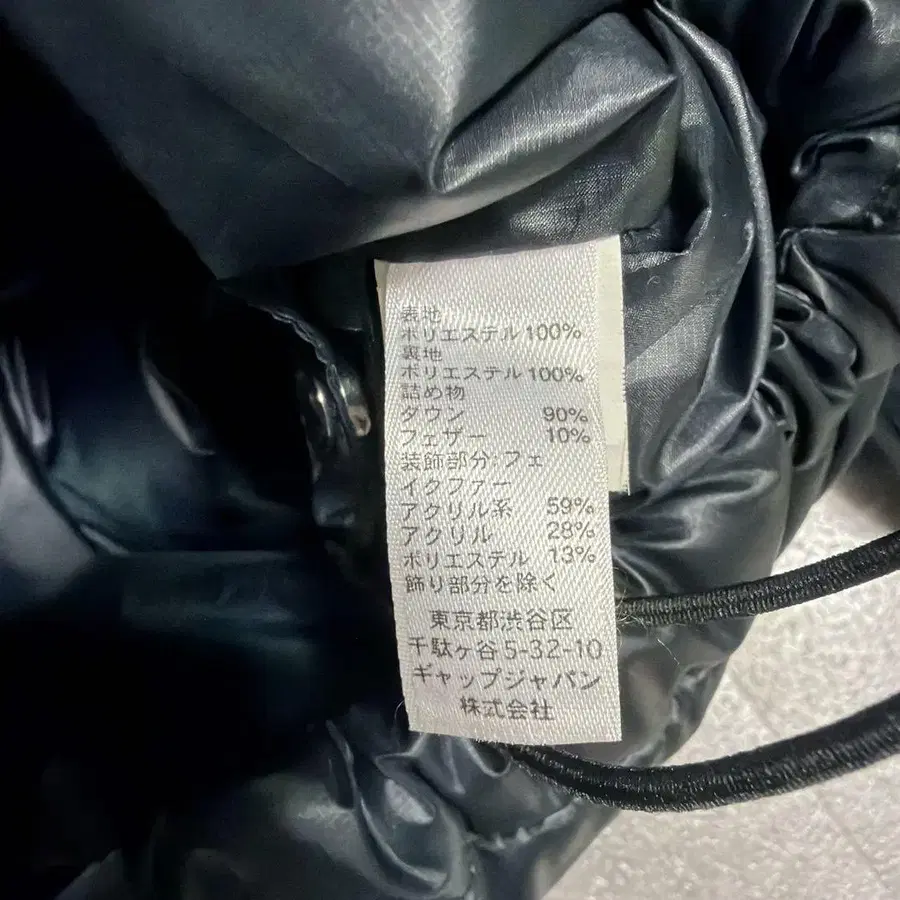 表地
ポリエステル100%
裏地
ポリエステル100%
詰め物
ダウン 90%
フェザー 10%
装飾部分:フェ
イクファー
アクリル系 59%
アクリル 28%
ポリエステル 13%
飾り部分を除く
東京都渋谷区
千駄ヶ谷5-32-10
ギャップジャパン
株式会社